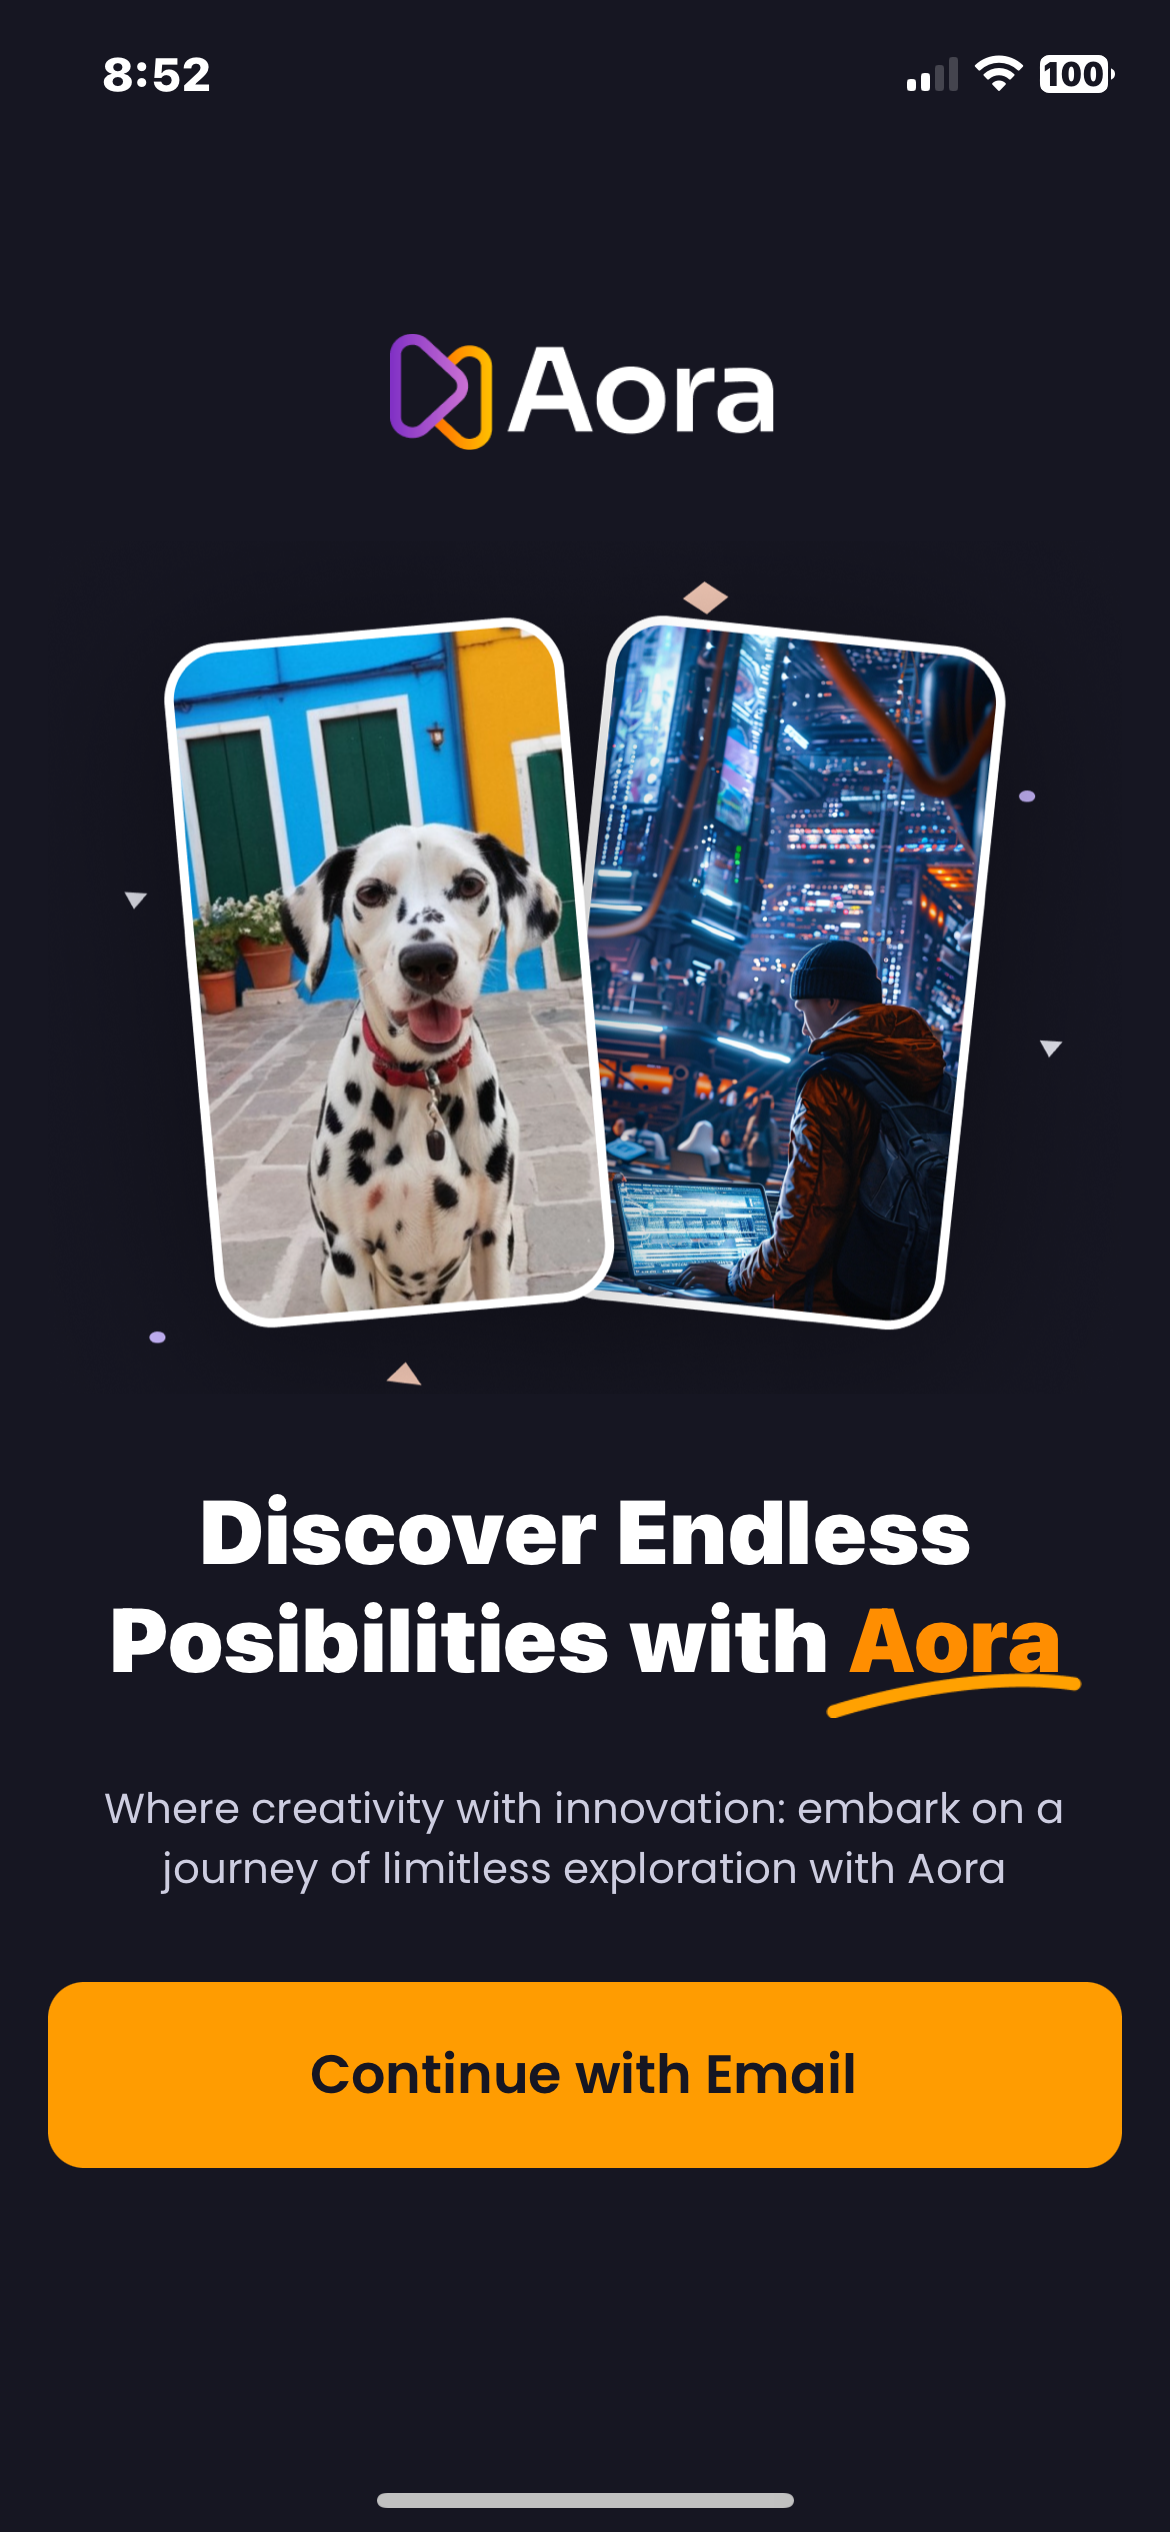 8:52
100
Aora
Discover Endless
Posibilities with Aora
Where creativity with innovation: embark on a
journey of limitless exploration with Aora
Continue with Email